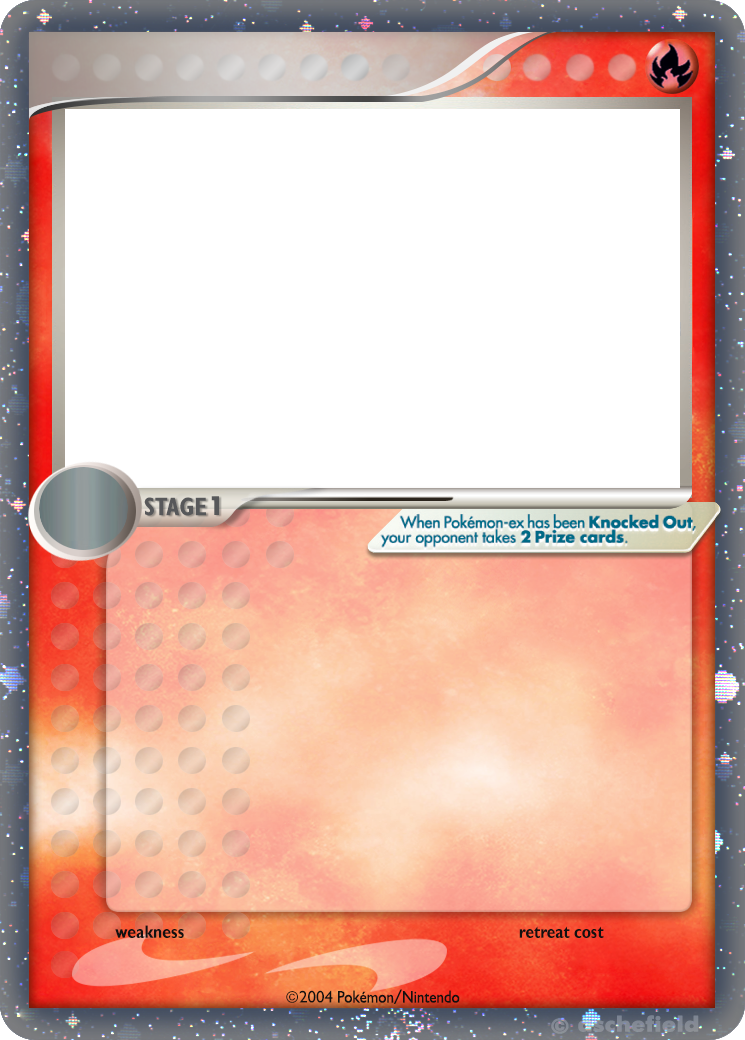 STAGE 1
When Pokémon-ex has been Knocked Out,
your opponent takes 2 Prize cards.
weakness retreat cost
©2004 Pokémon/Nintendo
© aschefield